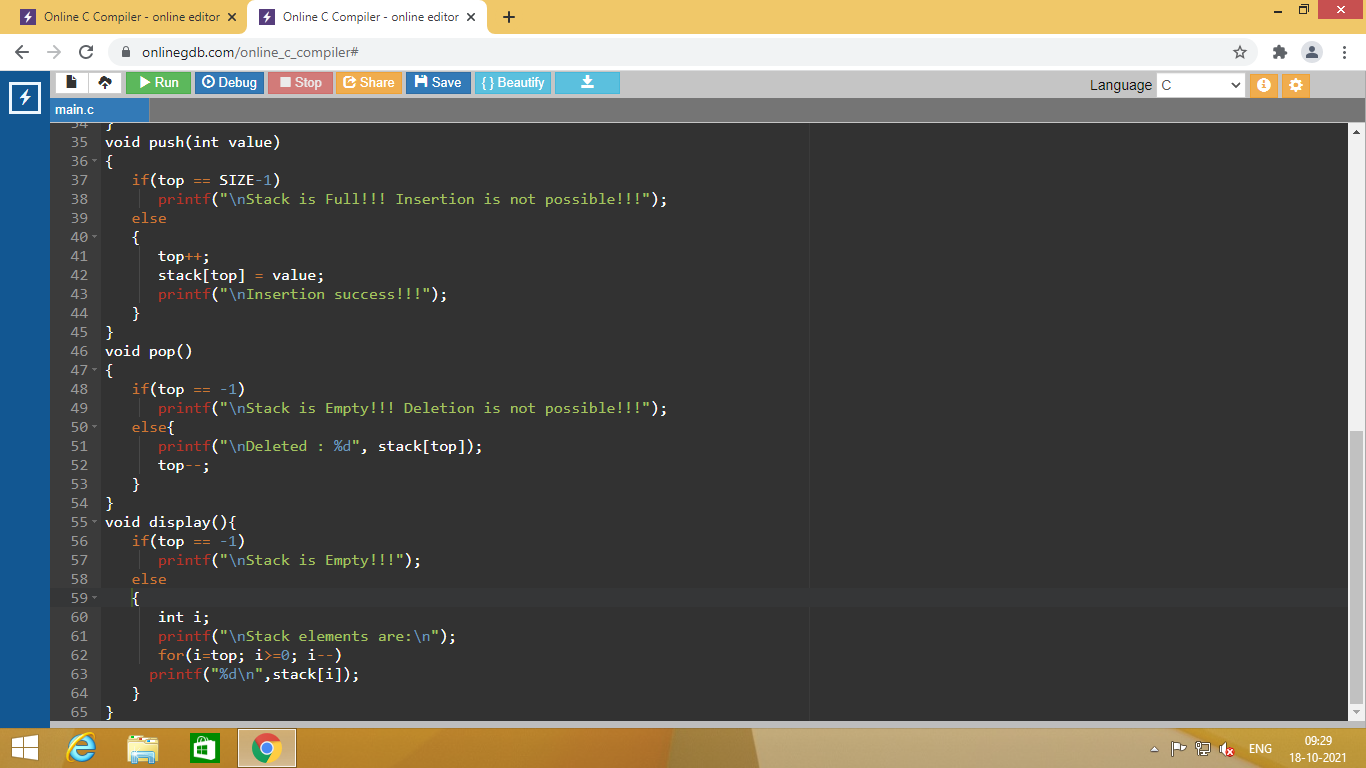 Online C Compiler - online editor
Online C Compiler - online editor
onlinegdb.com/online_c_compiler#
Run Debug Stop Share Save {} Beautify Language C
main.c
34 }
35 void push(int value)
36 {
37 if(top == SIZE-1)
38 printf("\nStack is Full!!! Insertion is not possible!!!");
39 else
40 {
41 top++;
42 stack[top] = value;
43 printf("\nInsertion success!!!");
44 }
45 }
46 void pop()
47 {
48 if(top == -1)
49 printf("\nStack is Empty!!! Deletion is not possible!!!");
50 else{
51 printf("\nDeleted : %d", stack[top]);
52 top--;
53 }
54 }
55 void display(){
56 if(top == -1)
57 printf("\nStack is Empty!!!");
58 else
59 {
60 int i;
61 printf("\nStack elements are:\n");
62 for(i=top; i>=0; i--)
63 printf("%d\n",stack[i]);
64 }
65 }
ENG
09:29
18-10-2021